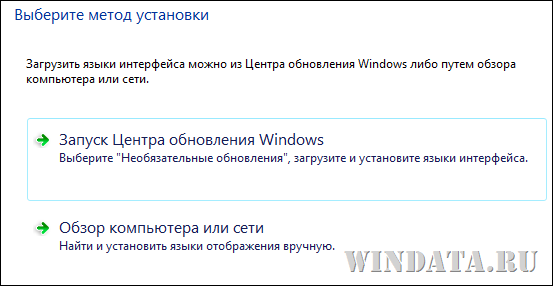 Выберите метод установки
Загрузить языки интерфейса можно из Центра обновления Windows либо путем обзора
компьютера или сети.
Запуск Центра обновления Windows
Выберите "Необязательные обновления", загрузите и установите языки интерфейса.
Обзор компьютера или сети
Найти и установить языки отображения вручную.
WINDATA.RU